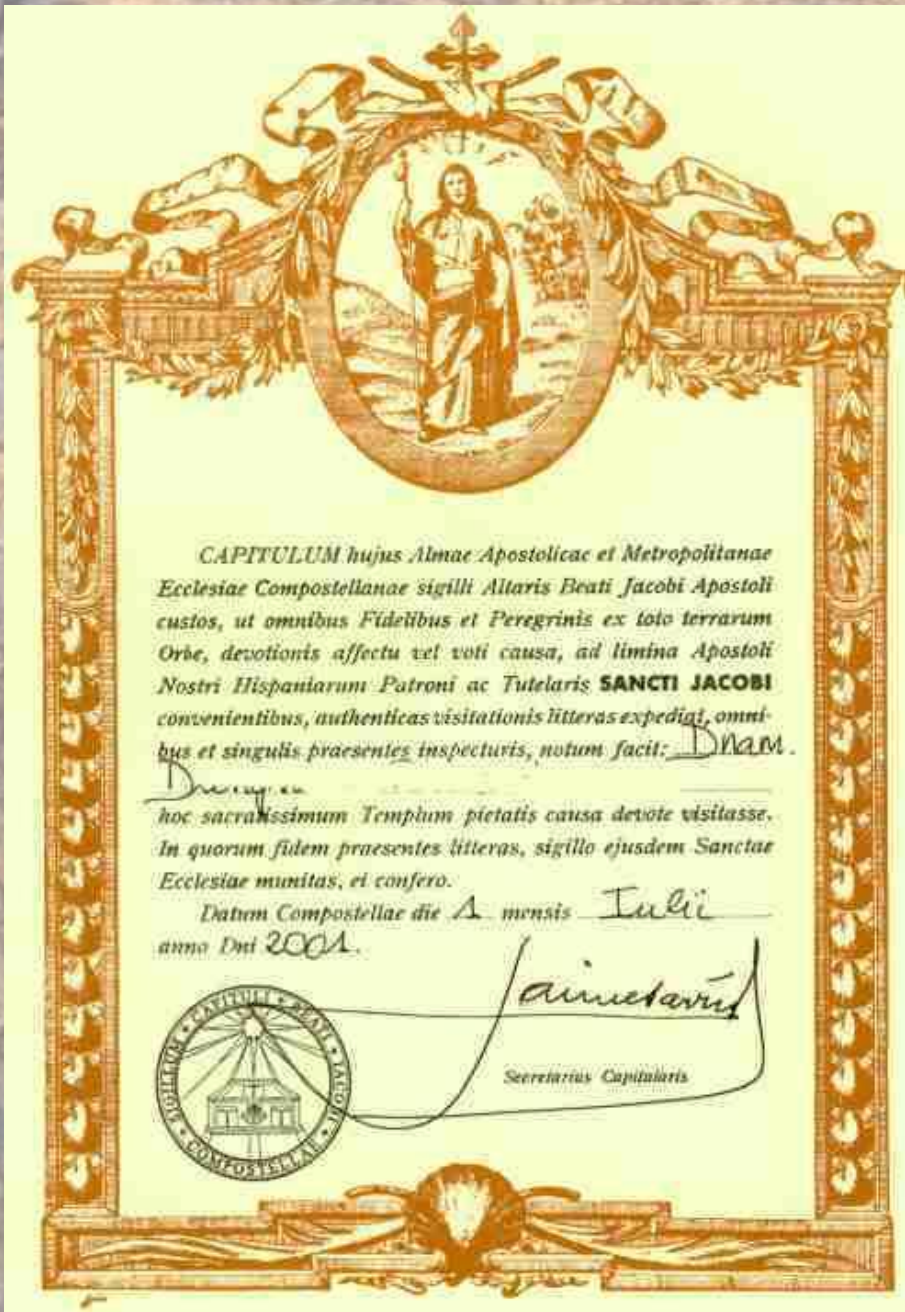 CAPITULUM hujus Almae Apostolicae et Metropolitanae
Ecclesiae Compostellanae sigilli Altaris Beati Jacobi Apostoli
custos, ut omnibus Fidelibus et Peregrinis ex toto terrarum
Orbe, devotionis affectu vel voti causa, ad limina Apostoli
Nostri Hispaniarum Patroni ac Tutelaris SANCTI JACOBI
convenientibus, authenticas visitationis litteras expediat, omni-
bus et singulis praesentes inspecturis, notum facit: Dnam.
hoc sacratissimum Templum pietatis causa devote visitasse.
In quorum fidem praesentes litteras, sigillo ejusdem Sanctae
Ecclesiae munitas, ei confero.
Datum Compostellae die 1 mensis Iulii
anno Dni 2001.
Secretarius Capitularis
SIGILLUM • CAPITULI • BEATI • JACOBI • COMPOSTELLAE •